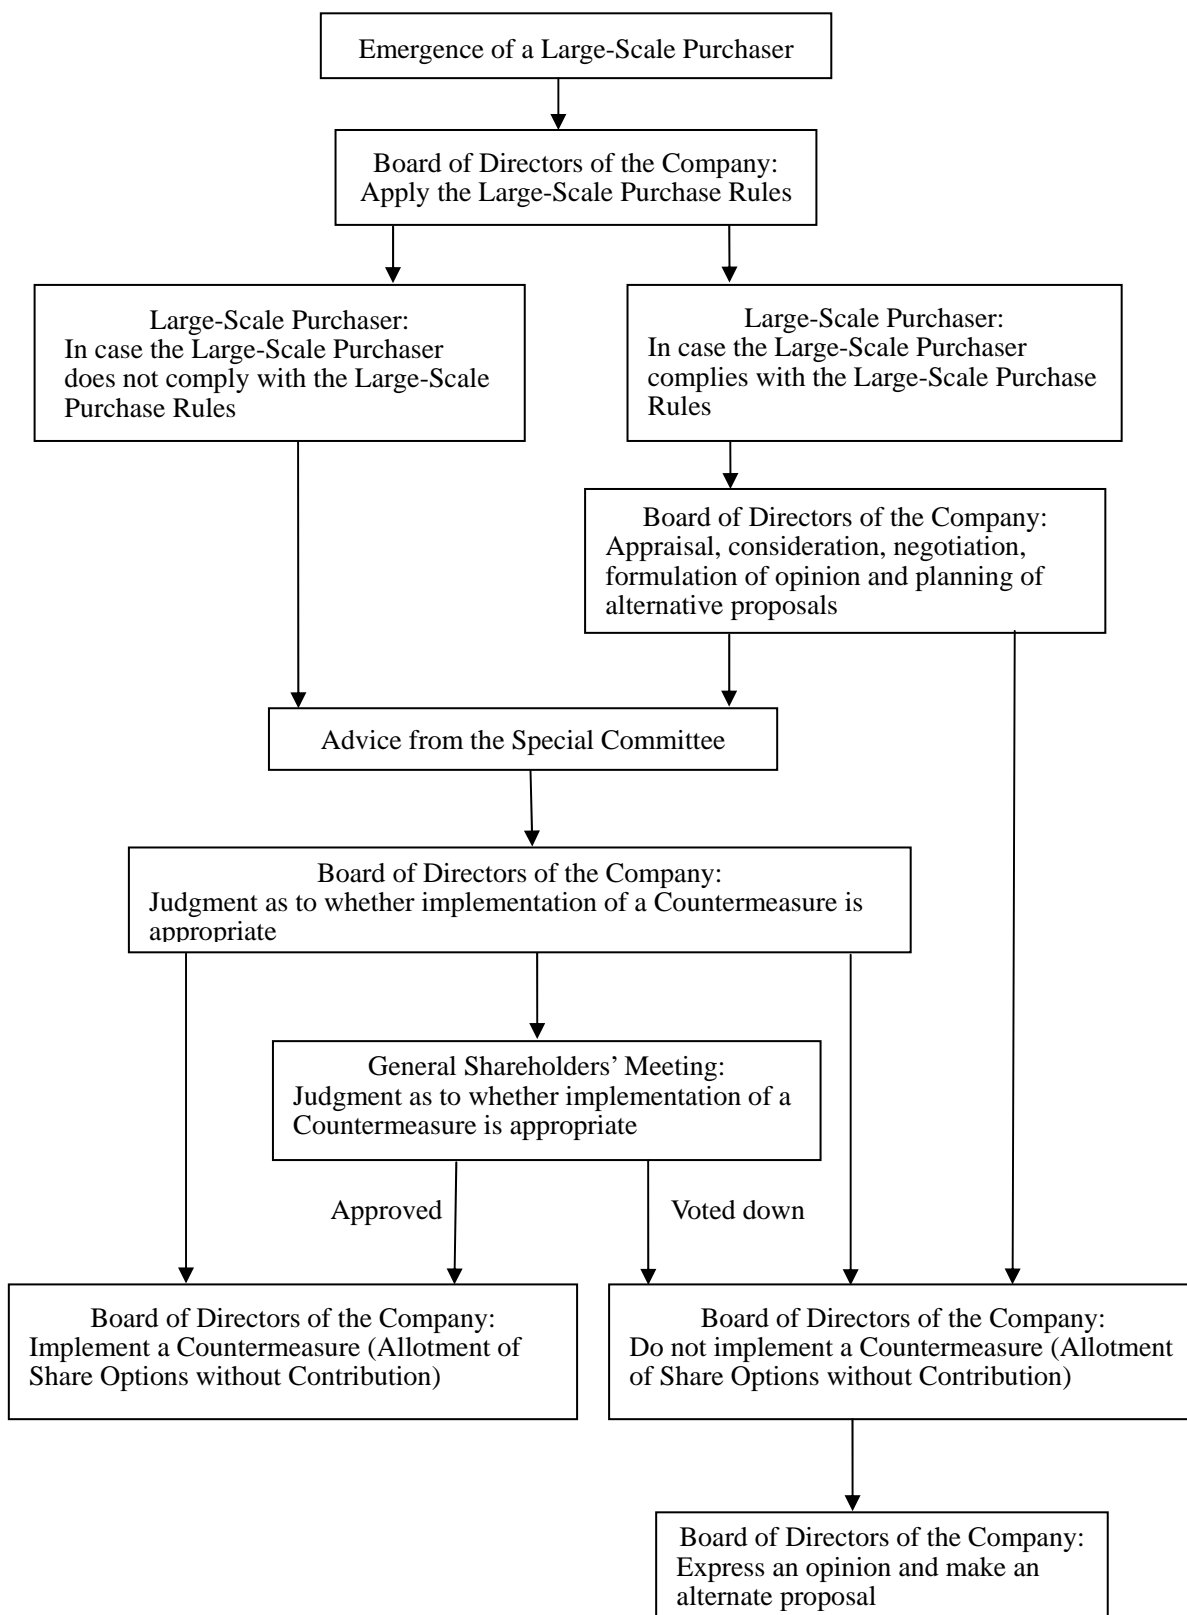 Emergence of a Large-Scale Purchaser
Board of Directors of the Company:
Apply the Large-Scale Purchase Rules
Large-Scale Purchaser:
In case the Large-Scale Purchaser
does not comply with the Large-Scale
Purchase Rules
Large-Scale Purchaser:
In case the Large-Scale Purchaser
complies with the Large-Scale Purchase
Rules
Board of Directors of the Company:
Appraisal, consideration, negotiation,
formulation of opinion and planning of
alternative proposals
Advice from the Special Committee
Board of Directors of the Company:
Judgment as to whether implementation of a Countermeasure is
appropriate
General Shareholders’ Meeting:
Judgment as to whether implementation of a
Countermeasure is appropriate
Approved
Voted down
Board of Directors of the Company:
Implement a Countermeasure (Allotment of
Share Options without Contribution)
Board of Directors of the Company:
Do not implement a Countermeasure (Allotment
of Share Options without Contribution)
Board of Directors of the Company:
Express an opinion and make an
alternate proposal